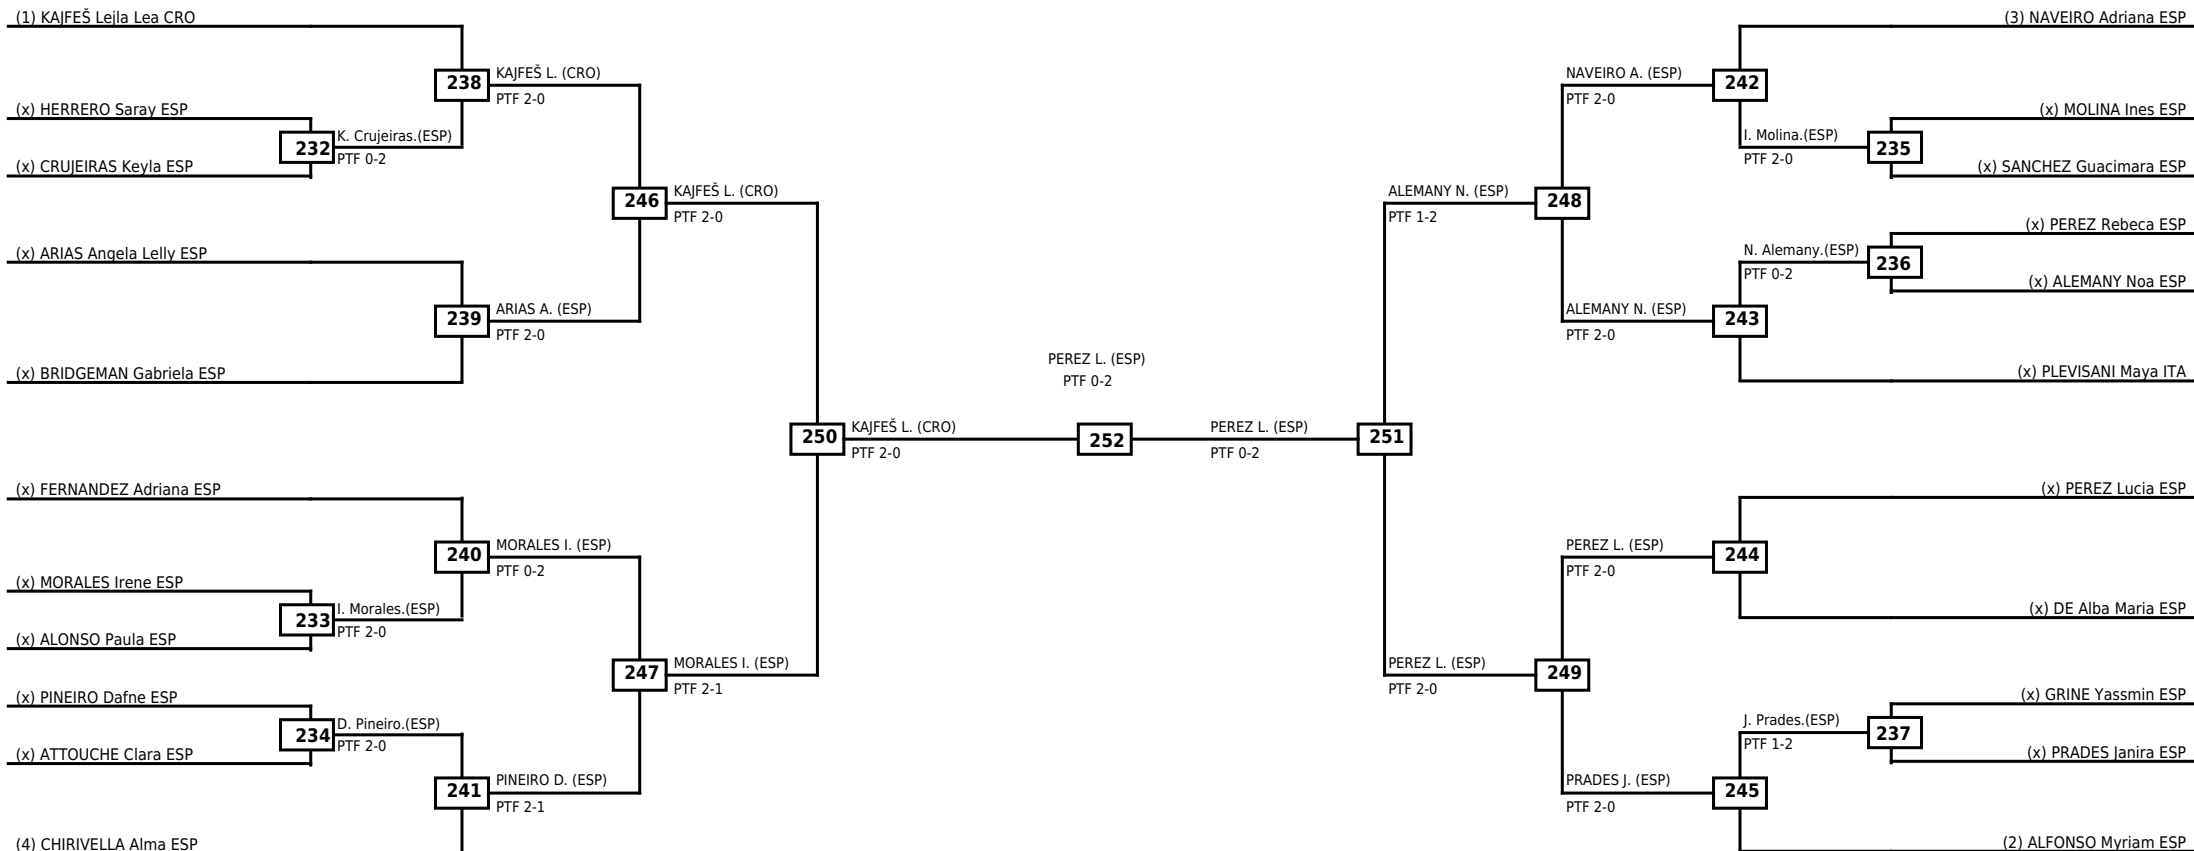 (1) KAJFEŠ Lejla Lea CRO
238
KAJFEŠ L. (CRO)
PTF 2-0
(x) HERRERO Saray ESP
232
K. Crujeiras.(ESP)
PTF 0-2
(x) CRUJEIRAS Keyla ESP
246
KAJFEŠ L. (CRO)
PTF 2-0
(x) ARIAS Angela Lelly ESP
239
ARIAS A. (ESP)
PTF 2-0
(x) BRIDGEMAN Gabriela ESP
250
KAJFEŠ L. (CRO)
PTF 2-0
(x) FERNANDEZ Adriana ESP
240
MORALES I. (ESP)
PTF 0-2
(x) MORALES Irene ESP
233
I. Morales.(ESP)
PTF 2-0
(x) ALONSO Paula ESP
247
MORALES I. (ESP)
PTF 2-1
(x) PINEIRO Dafne ESP
234
D. Pineiro.(ESP)
PTF 2-0
(x) ATTOUCHE Clara ESP
241
PINEIRO D. (ESP)
PTF 2-1
(4) CHIRIVELLA Alma ESP
PEREZ L. (ESP)
PTF 0-2
252
(3) NAVEIRO Adriana ESP
NAVEIRO A. (ESP)
PTF 2-0
242
(x) MOLINA Ines ESP
I. Molina.(ESP)
PTF 2-0
235
(x) SANCHEZ Guacimara ESP
ALEMANY N. (ESP)
PTF 1-2
248
(x) PEREZ Rebeca ESP
N. Alemany.(ESP)
PTF 0-2
236
(x) ALEMANY Noa ESP
ALEMANY N. (ESP)
PTF 2-0
243
(x) PLEVISANI Maya ITA
PEREZ L. (ESP)
PTF 0-2
251
(x) PEREZ Lucia ESP
PEREZ L. (ESP)
PTF 2-0
244
(x) DE Alba Maria ESP
PEREZ L. (ESP)
PTF 2-0
249
(x) GRINE Yassmin ESP
J. Prades.(ESP)
PTF 1-2
237
(x) PRADES Janira ESP
PRADES J. (ESP)
PTF 2-0
245
(2) ALFONSO Myriam ESP